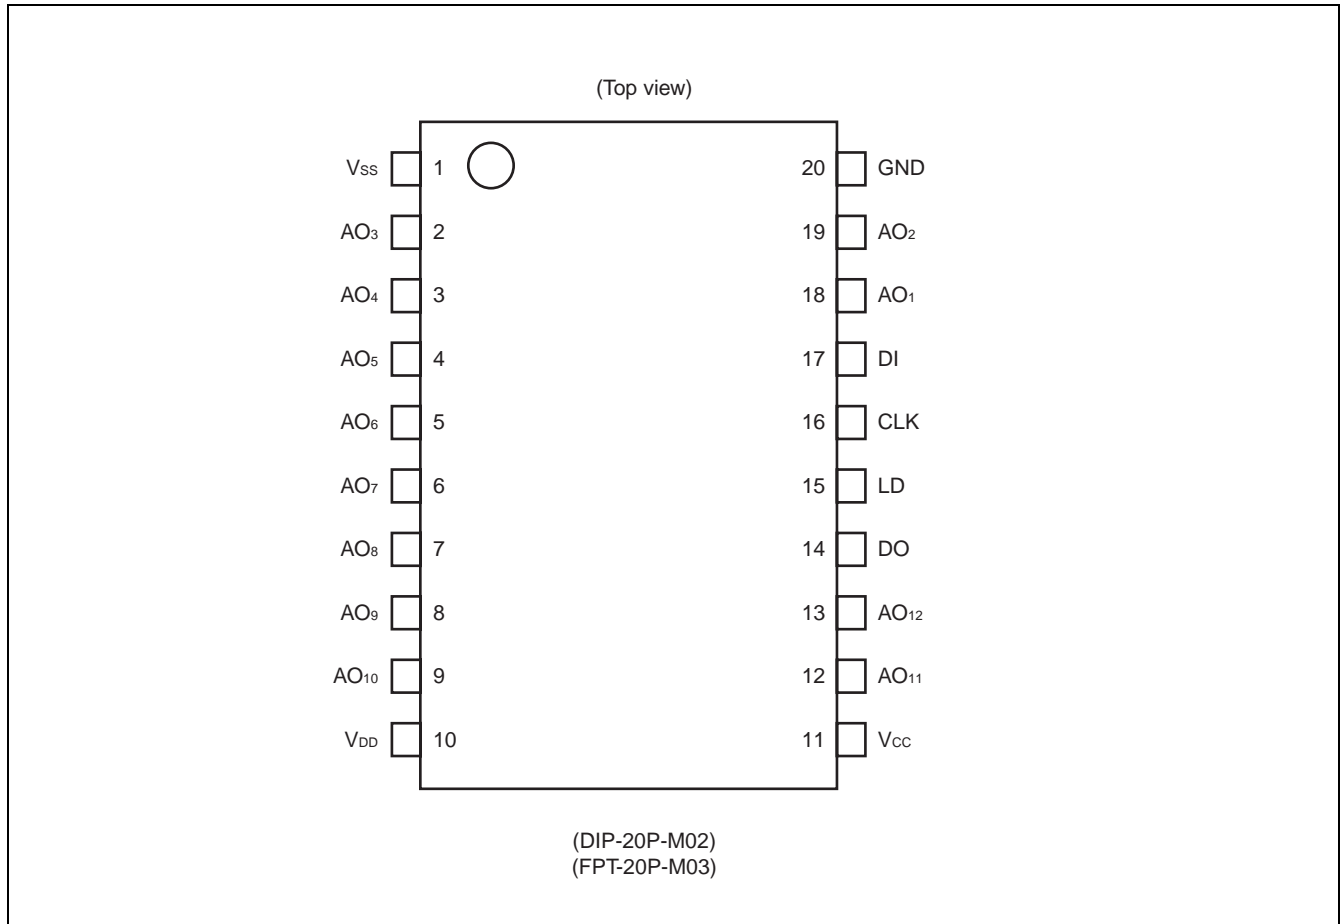 (Top view)
VSS 1 20 GND
AO3 2 19 AO2
AO4 3 18 AO1
AO5 4 17 DI
AO6 5 16 CLK
AO7 6 15 LD
AO8 7 14 DO
AO9 8 13 AO12
AO10 9 12 AO11
VDD 10 11 VCC
(DIP-20P-M02)
(FPT-20P-M03)